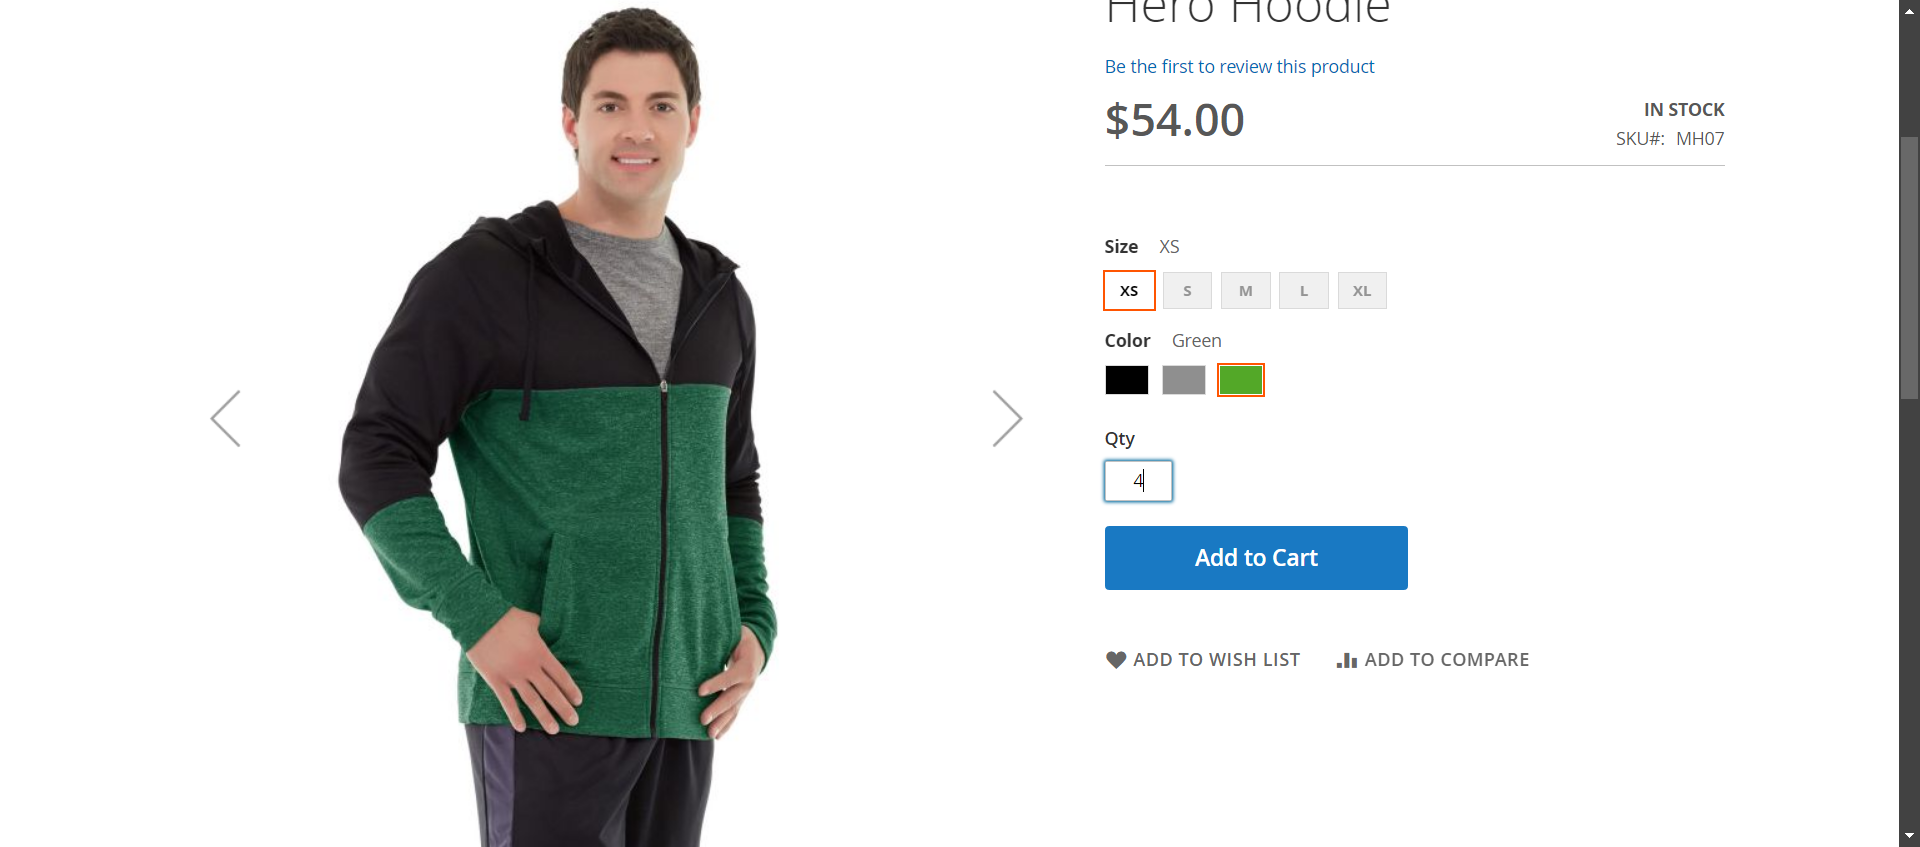 Hero Hoodie
Be the first to review this product
$54.00
IN STOCK
SKU#: MH07
Size XS
XS S M L XL
Color Green
Qty
4
Add to Cart
ADD TO WISH LIST ADD TO COMPARE